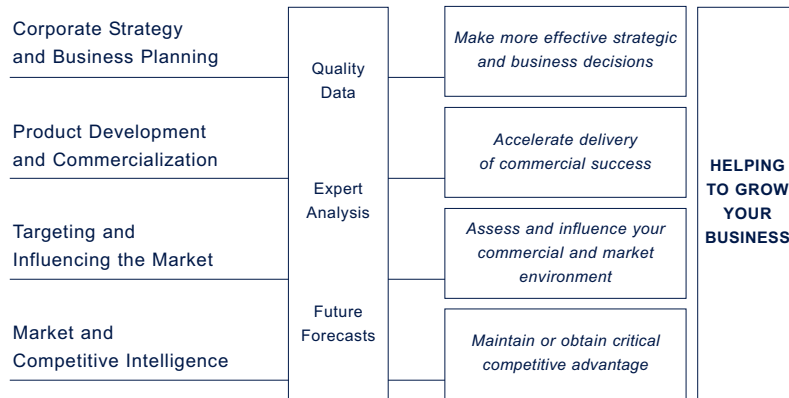 Corporate Strategy
and Business Planning
Product Development
and Commercialization
Targeting and
Influencing the Market
Market and
Competitive Intelligence
Quality
Data
Expert
Analysis
Future
Forecasts
Make more effective strategic
and business decisions
Accelerate delivery
of commercial success
Assess and influence your
commercial and market
environment
Maintain or obtain critical
competitive advantage
HELPING
TO GROW
YOUR
BUSINESS